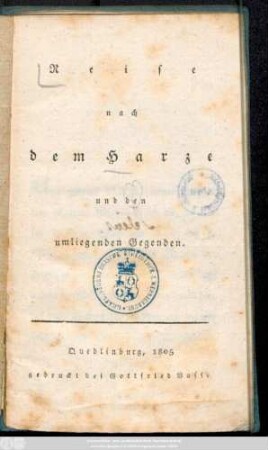 Reise
nach
dem Harze
und den
umliegenden Gegenden.
Quedlinburg, 1805
gedruckt bei Gottfried Basse